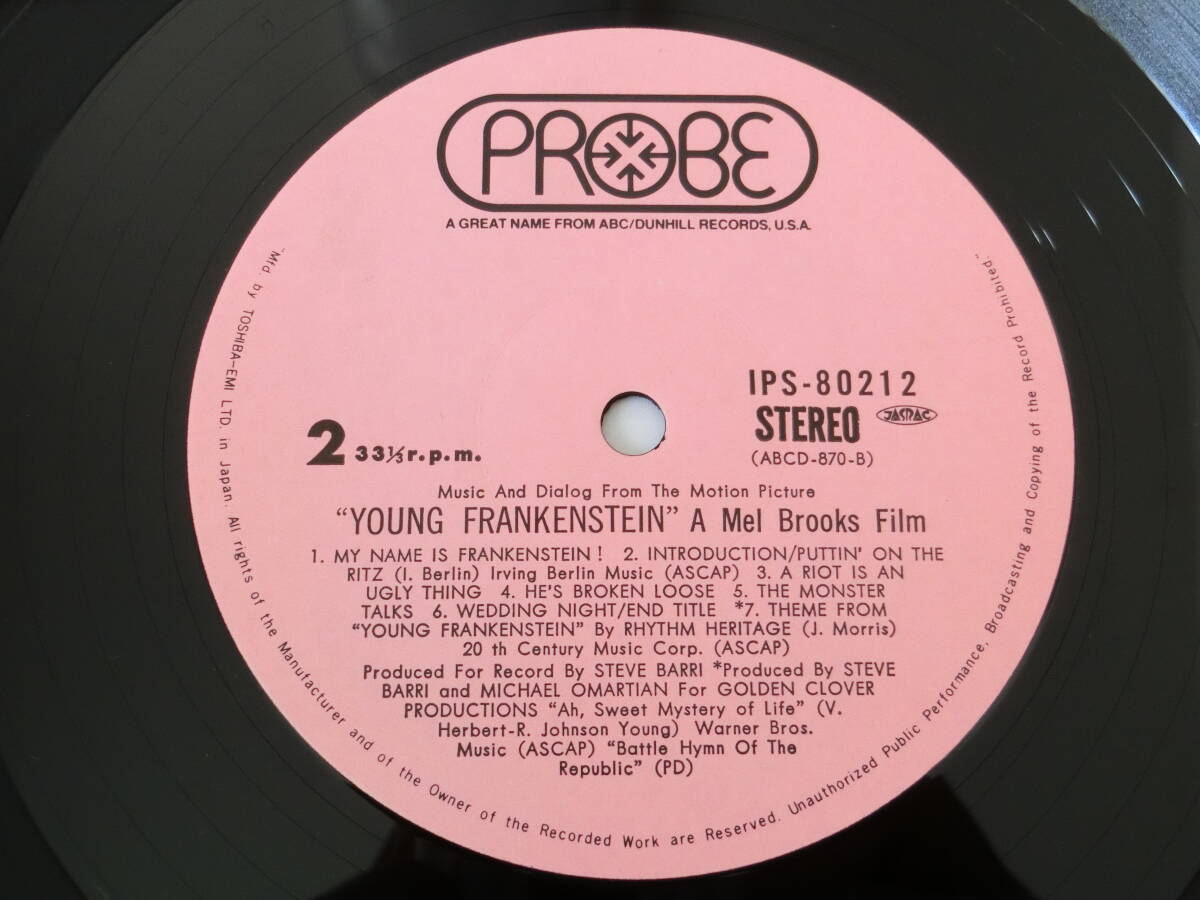 PROBE
A GREAT NAME FROM ABC/DUNHILL RECORDS, U.S.A.
IPS-80212
STEREO JASRAC
(ABCD-870-B)
2 33⅓r.p.m.
Music And Dialog From The Motion Picture
“YOUNG FRANKENSTEIN” A Mel Brooks Film
1. MY NAME IS FRANKENSTEIN! 2. INTRODUCTION/PUTTIN’ ON THE
RITZ (I. Berlin) Irving Berlin Music (ASCAP) 3. A RIOT IS AN
UGLY THING 4. HE’S BROKEN LOOSE 5. THE MONSTER
TALKS 6. WEDDING NIGHT/END TITLE *7. THEME FROM
“YOUNG FRANKENSTEIN” By RHYTHM HERITAGE (J. Morris)
20 th Century Music Corp. (ASCAP)
Produced For Record By STEVE BARRI *Produced By STEVE
BARRI and MICHAEL OMARTIAN For GOLDEN CLOVER
PRODUCTIONS “Ah, Sweet Mystery of Life” (V.
Herbert-R. Johnson Young) Warner Bros.
Music (ASCAP) “Battle Hymn Of The
Republic” (PD)
"Mfd. by TOSHIBA-EMI LTD. in Japan. All rights of the Manufacturer and of the Owner of the Recorded Work are Reserved. Unauthorized Public Performance, Broadcasting and Copying of the Record Prohibited."